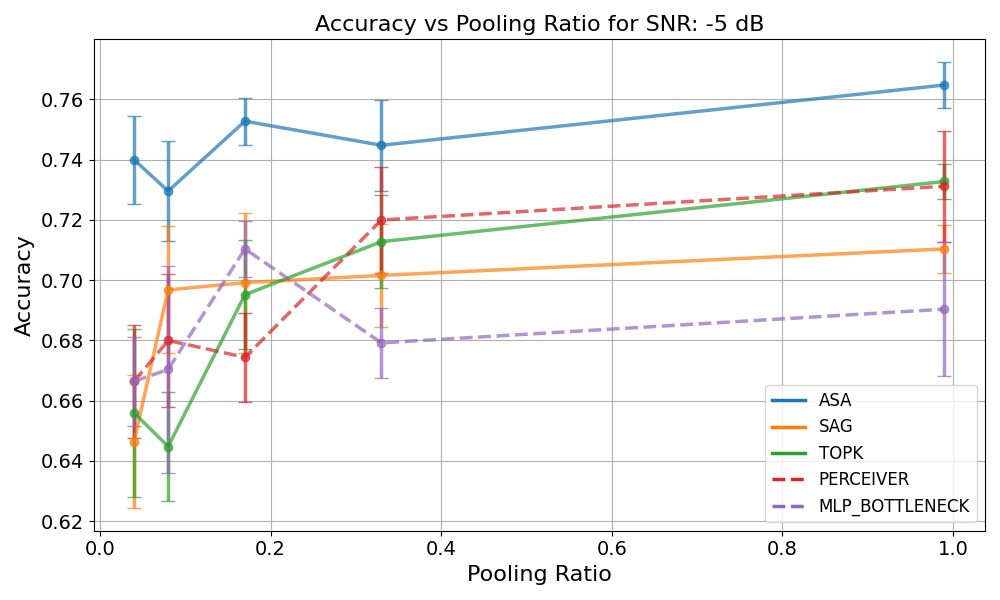 Accuracy vs Pooling Ratio for SNR: -5 dB
Accuracy
0.76
0.74
0.72
0.70
0.68
0.66
0.64
0.62
0.0 0.2 0.4 0.6 0.8 1.0
Pooling Ratio
ASA
SAG
TOPK
PERCEIVER
MLP_BOTTLENECK